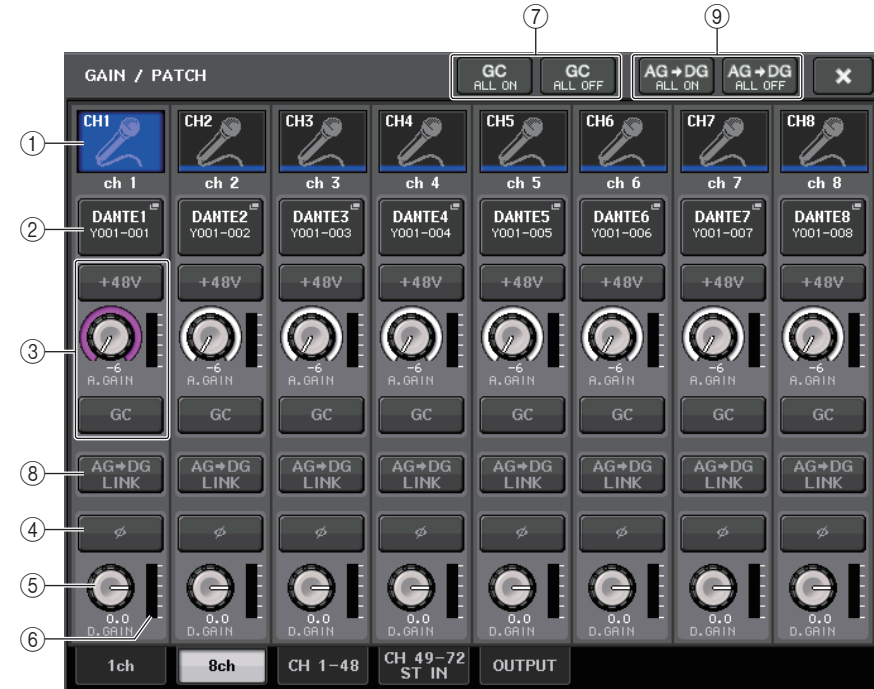 ⑦ ⑨
GAIN / PATCH
GC ALL ON
GC ALL OFF
AG➔DG ALL ON
AG➔DG ALL OFF
×
①
CH1 CH2 CH3 CH4 CH5 CH6 CH7 CH8
ch 1 ch 2 ch 3 ch 4 ch 5 ch 6 ch 7 ch 8
②
DANTE1 DANTE2 DANTE3 DANTE4 DANTE5 DANTE6 DANTE7 DANTE8
Y001-001 Y001-002 Y001-003 Y001-004 Y001-005 Y001-006 Y001-007 Y001-008
+48V +48V +48V +48V +48V +48V +48V +48V
③
-6 -6 -6 -6 -6 -6 -6 -6
A.GAIN A.GAIN A.GAIN A.GAIN A.GAIN A.GAIN A.GAIN A.GAIN
GC GC GC GC GC GC GC GC
⑧
AG➔DG AG➔DG AG➔DG AG➔DG AG➔DG AG➔DG AG➔DG AG➔DG
LINK LINK LINK LINK LINK LINK LINK LINK
④
ø ø ø ø ø ø ø ø
⑤
0.0 0.0 0.0 0.0 0.0 0.0 0.0 0.0
⑥
D.GAIN D.GAIN D.GAIN D.GAIN D.GAIN D.GAIN D.GAIN D.GAIN
1ch
8ch
CH 1-48
CH 49-72
ST IN
OUTPUT